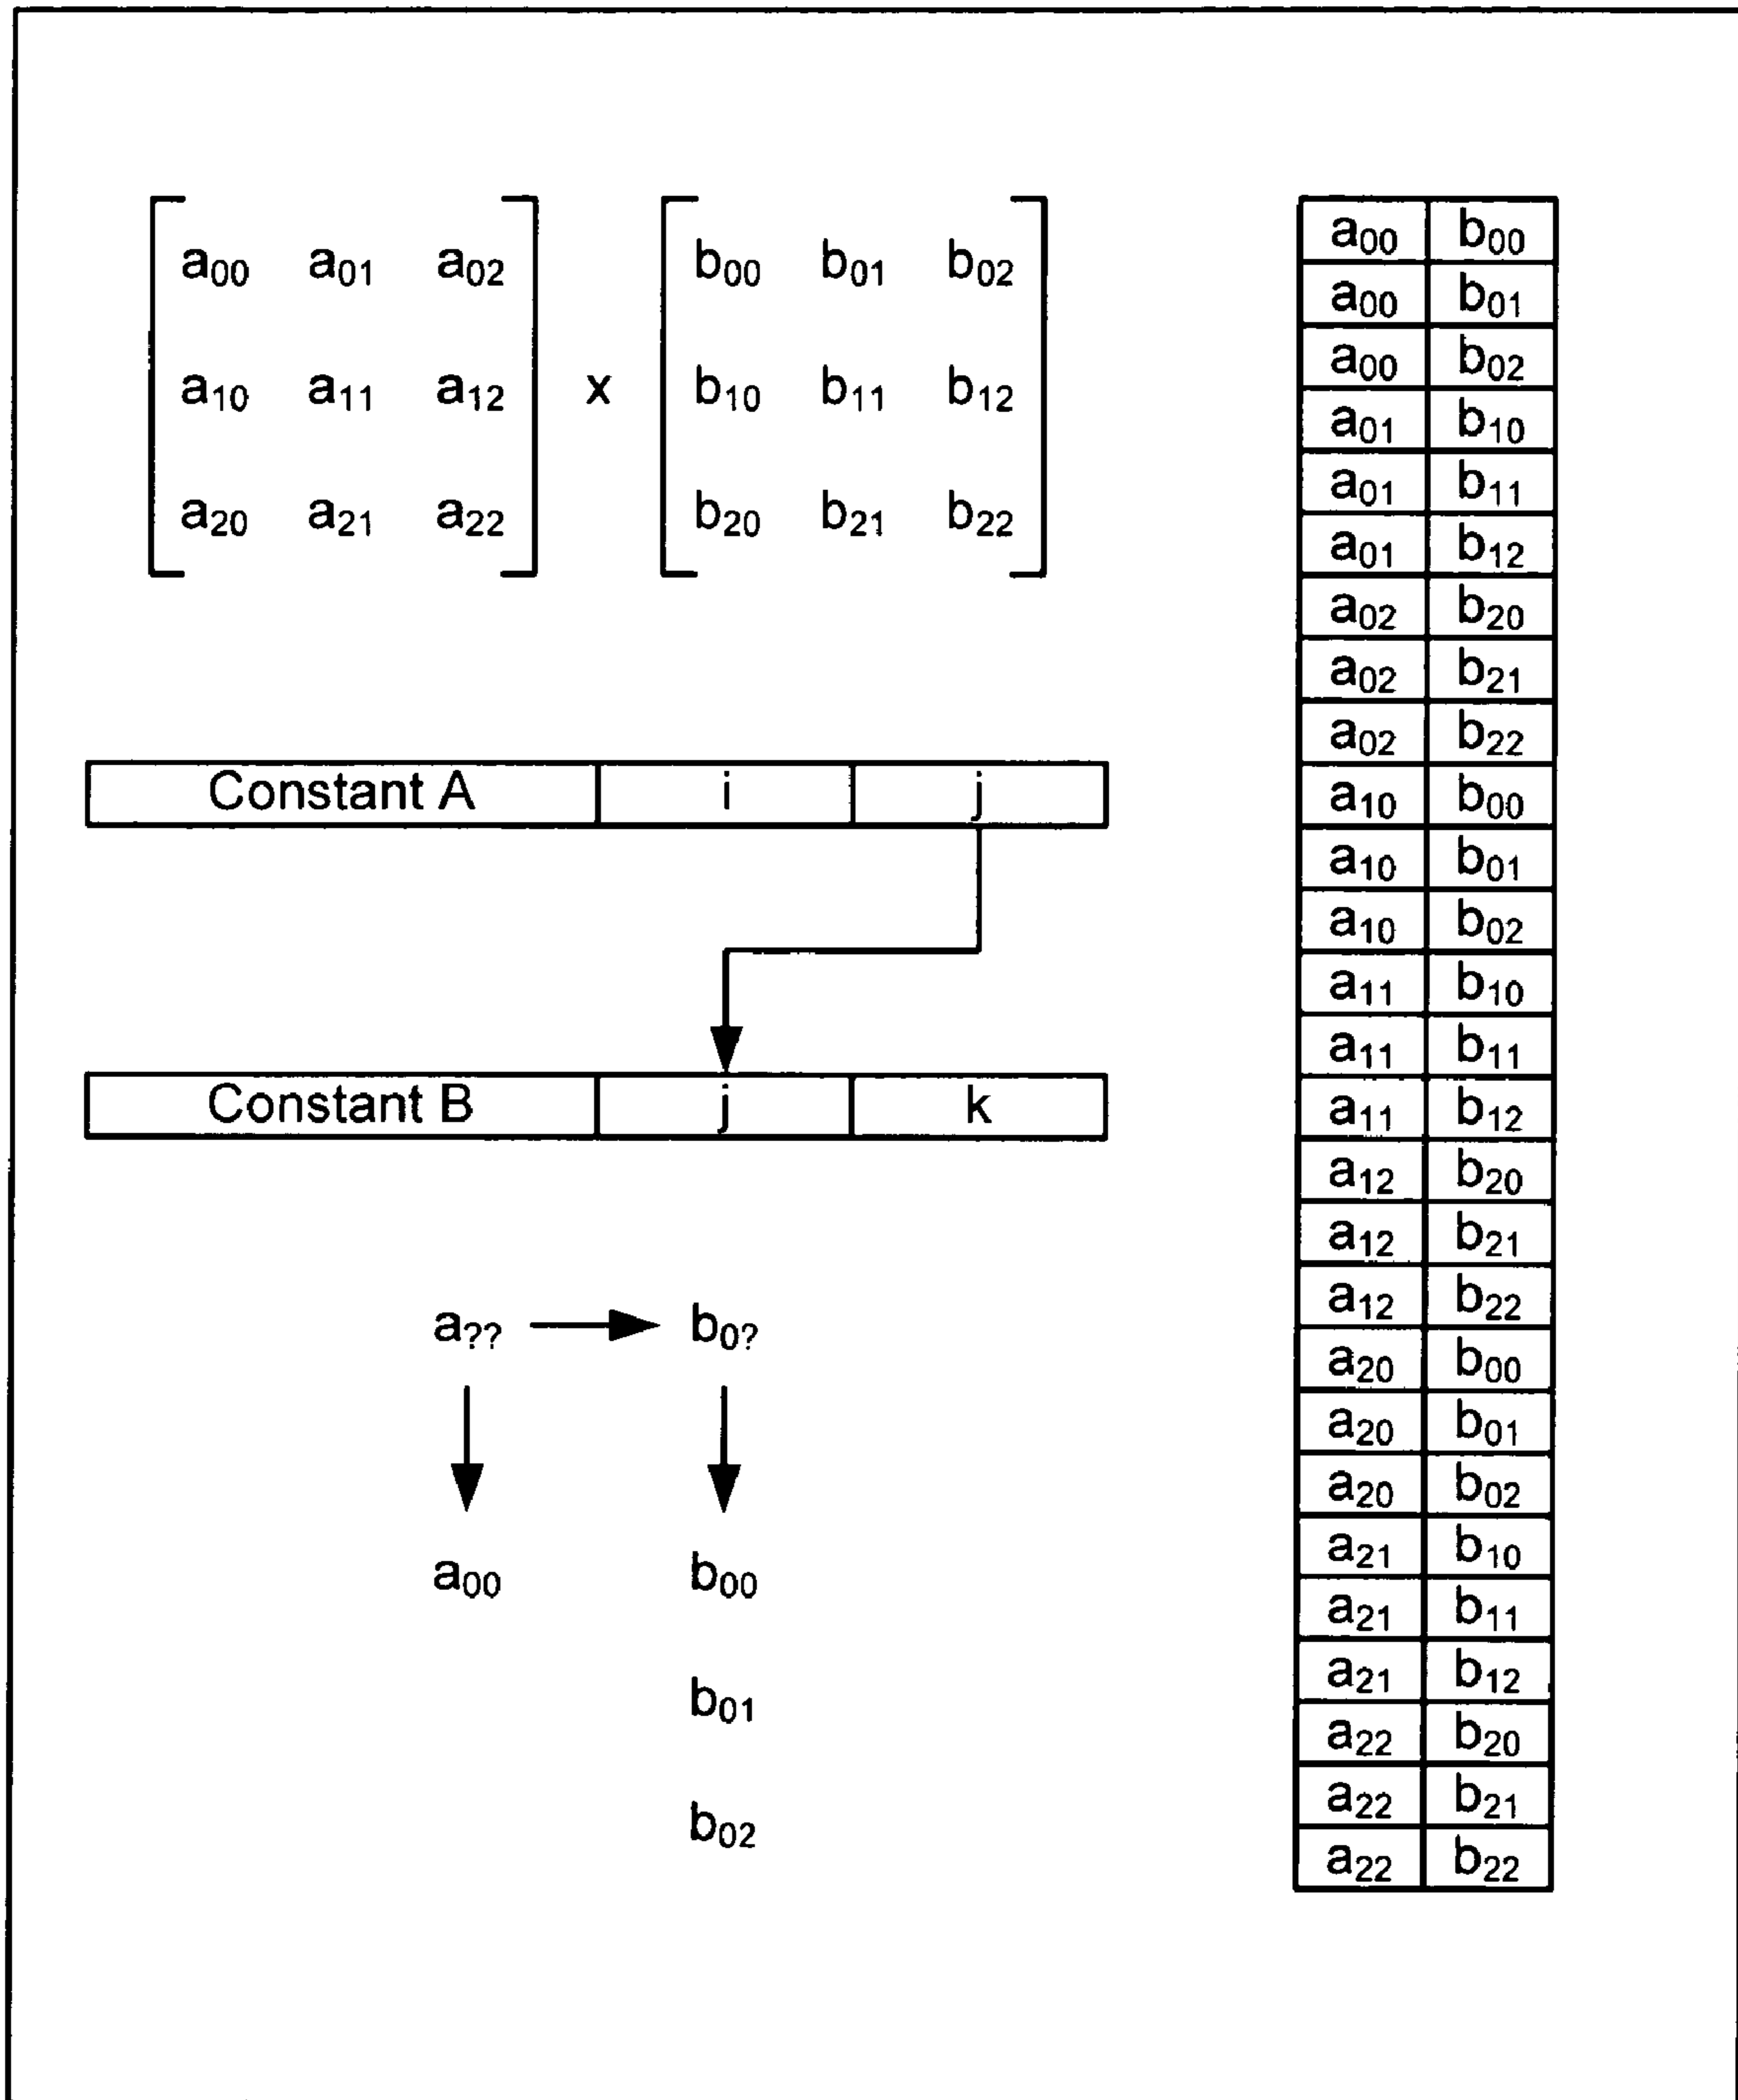 a00 a01 a02 b00 b01 b02
a10 a11 a12 x b10 b11 b12
a20 a21 a22 b20 b21 b22
Constant A i j
Constant B j k
a?? b0?
a00 b00
b01
b02
a00 b00
a00 b01
a00 b02
a01 b10
a01 b11
a01 b12
a02 b20
a02 b21
a02 b22
a10 b00
a10 b01
a10 b02
a11 b10
a11 b11
a11 b12
a12 b20
a12 b21
a12 b22
a20 b00
a20 b01
a20 b02
a21 b10
a21 b11
a21 b12
a22 b20
a22 b21
a22 b22